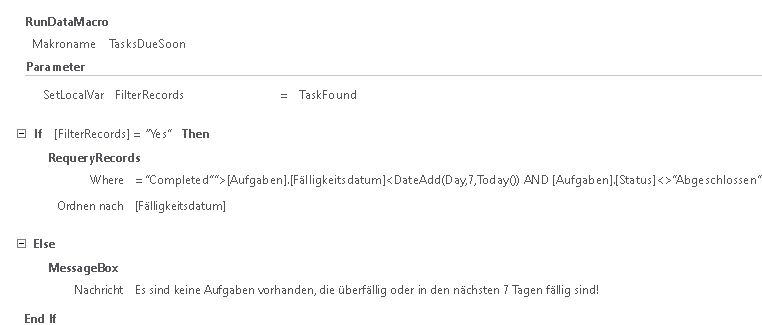 RunDataMacro
Makroname TasksDueSoon
Parameter
SetLocalVar FilterRecords = TaskFound
If [FilterRecords] = "Yes“ Then
RequeryRecords
Where = “Completed““>[Aufgaben].[Fälligkeitsdatum]<DateAdd(Day,7,Today()) AND [Aufgaben].[Status]<>“Abgeschlossen“
Ordnen nach [Fälligkeitsdatum]
Else
MessageBox
Nachricht Es sind keine Aufgaben vorhanden, die überfällig oder in den nächsten 7 Tagen fällig sind!
End If